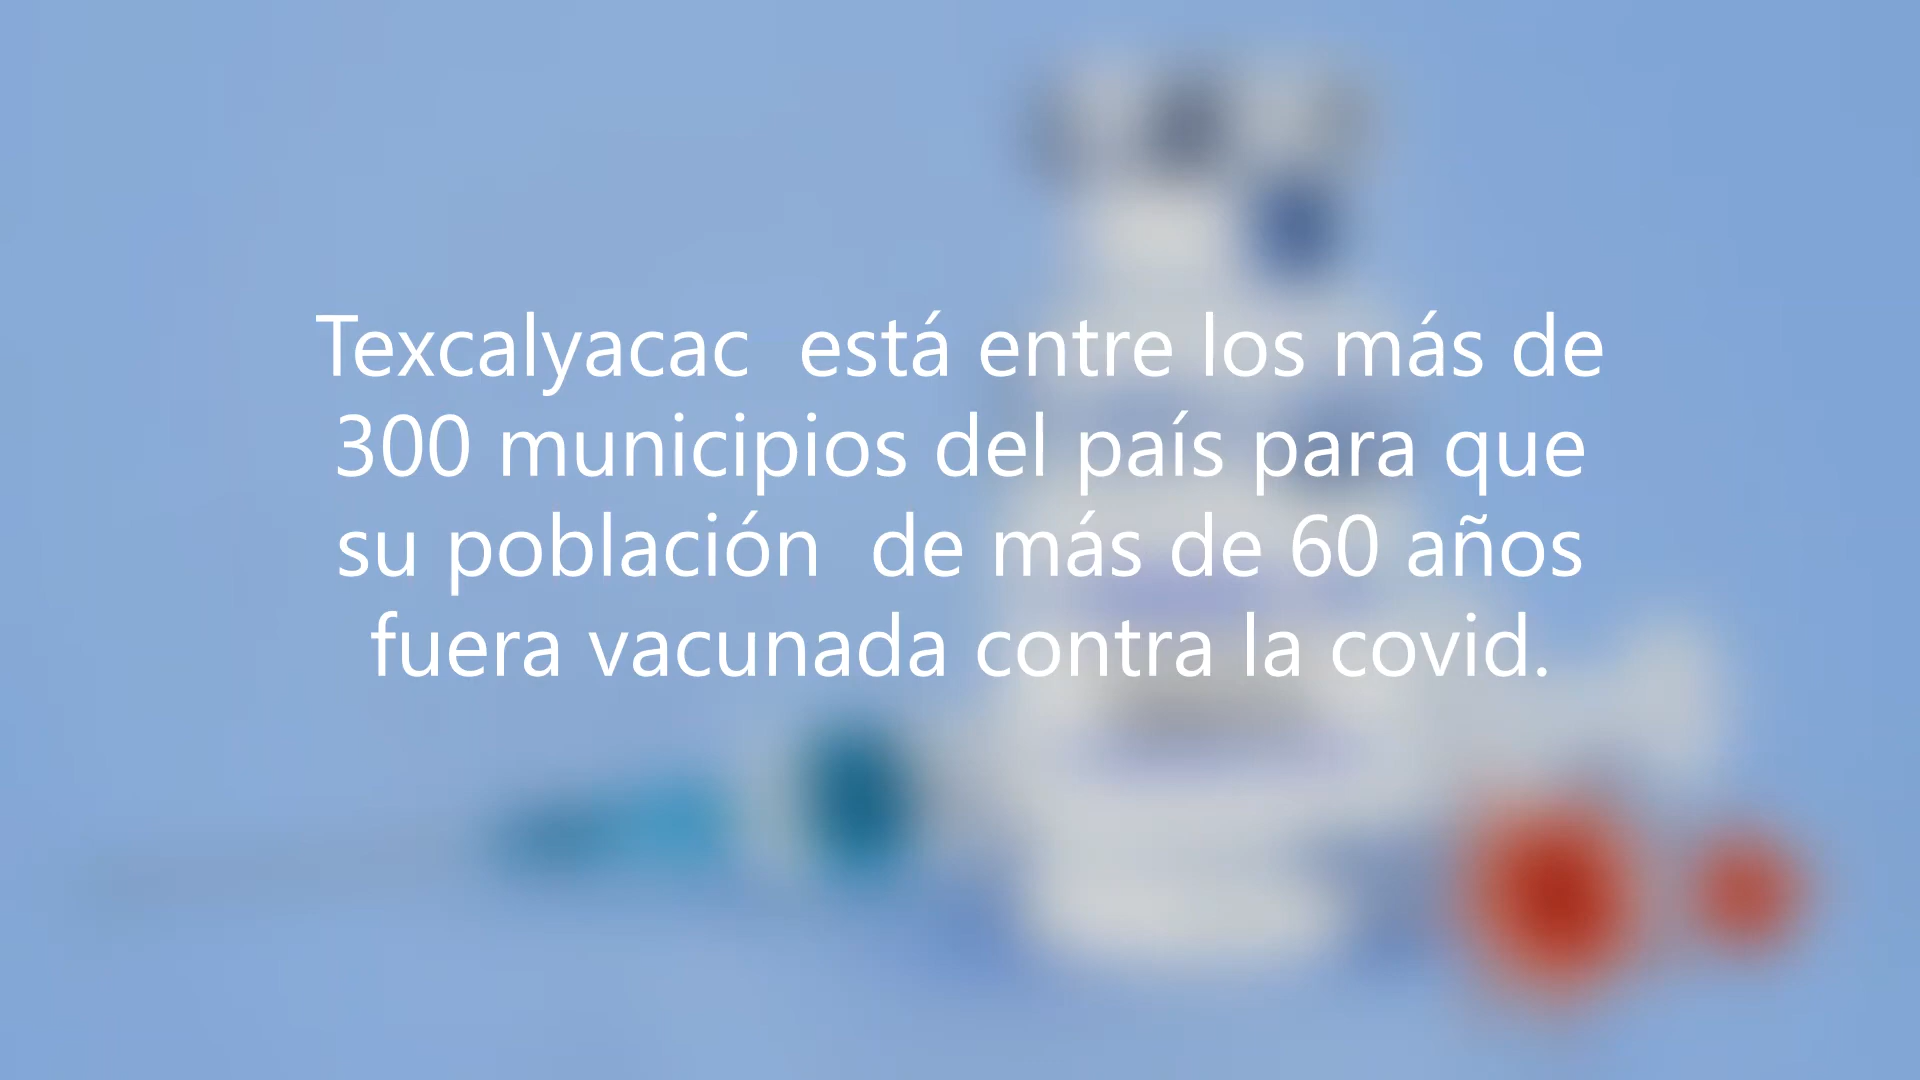 Texcalyacac  está entre los más de
300 municipios del país para que
su población  de más de 60 años
fuera vacunada contra la covid.